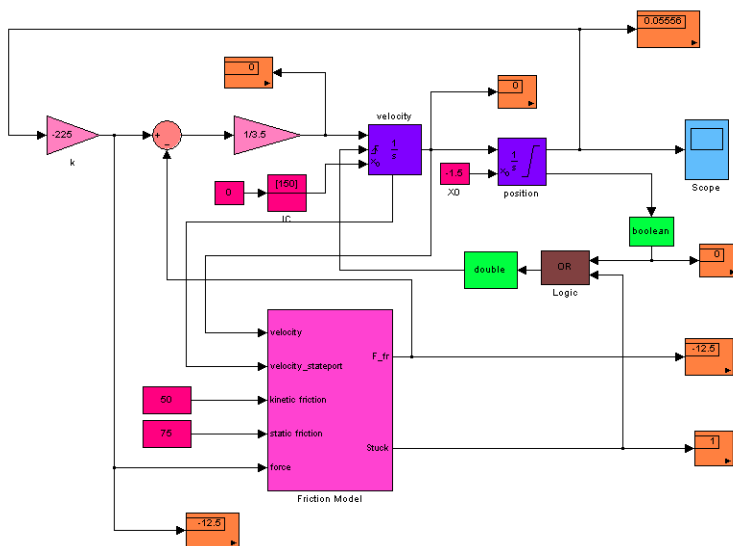 0.05556
0
0
velocity
-225
k
+
−
1/3.5
1
s
x₀
1
s
x₀
-1.5
X0
position
Scope
0
[150]
IC
boolean
double
OR
Logic
0
velocity
velocity_stateport
F_fr
-12.5
50
kinetic friction
75
static friction
Stuck
1
force
Friction Model
-12.5